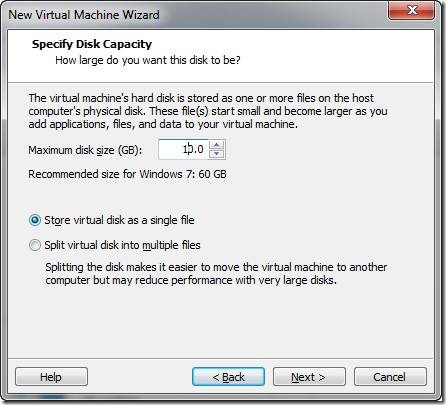 New Virtual Machine Wizard
Specify Disk Capacity
How large do you want this disk to be?
The virtual machine's hard disk is stored as one or more files on the host
computer's physical disk. These file(s) start small and become larger as you
add applications, files, and data to your virtual machine.
Maximum disk size (GB):
Recommended size for Windows 7: 60 GB
Store virtual disk as a single file
Split virtual disk into multiple files
Splitting the disk makes it easier to move the virtual machine to another
computer but may reduce performance with very large disks.
Help < Back Next > Cancel